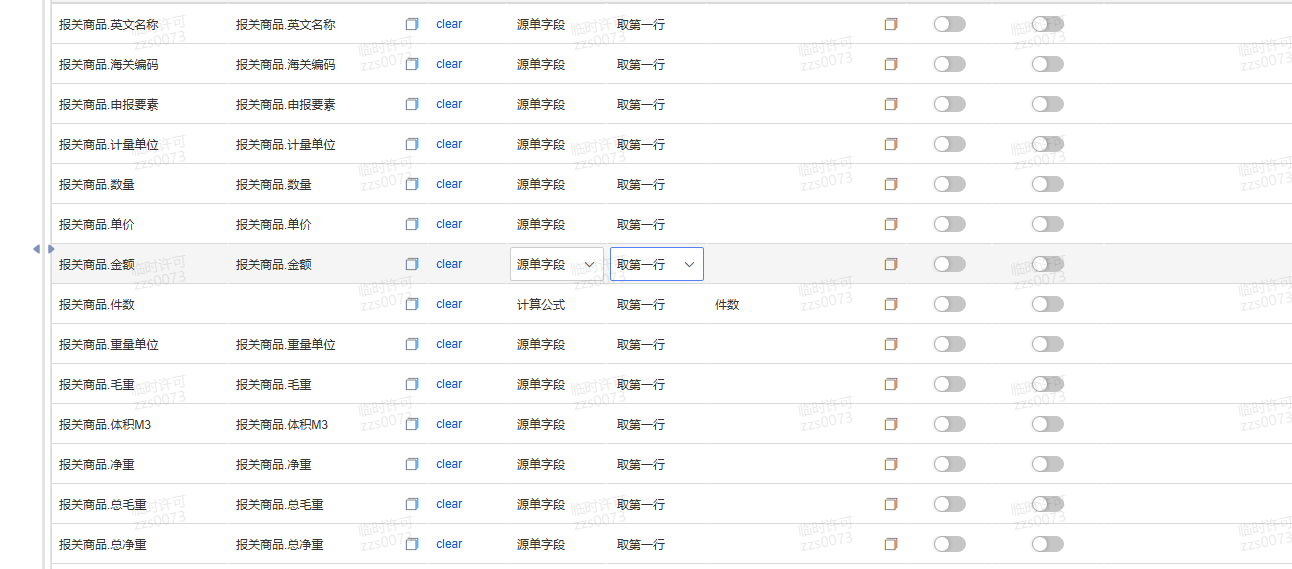 报关商品.英文名称 报关商品.英文名称 clear 源单字段 取第一行
报关商品.海关编码 报关商品.海关编码 clear 源单字段 取第一行
报关商品.申报要素 报关商品.申报要素 clear 源单字段 取第一行
报关商品.计量单位 报关商品.计量单位 clear 源单字段 取第一行
报关商品.数量 报关商品.数量 clear 源单字段 取第一行
报关商品.单价 报关商品.单价 clear 源单字段 取第一行
报关商品.金额 报关商品.金额 clear 源单字段 取第一行
报关商品.件数 clear 计算公式 取第一行 件数
报关商品.重量单位 报关商品.重量单位 clear 源单字段 取第一行
报关商品.毛重 报关商品.毛重 clear 源单字段 取第一行
报关商品.体积M3 报关商品.体积M3 clear 源单字段 取第一行
报关商品.净重 报关商品.净重 clear 源单字段 取第一行
报关商品.总毛重 报关商品.总毛重 clear 源单字段 取第一行
报关商品.总净重 报关商品.总净重 clear 源单字段 取第一行
临时许可
zzs0073